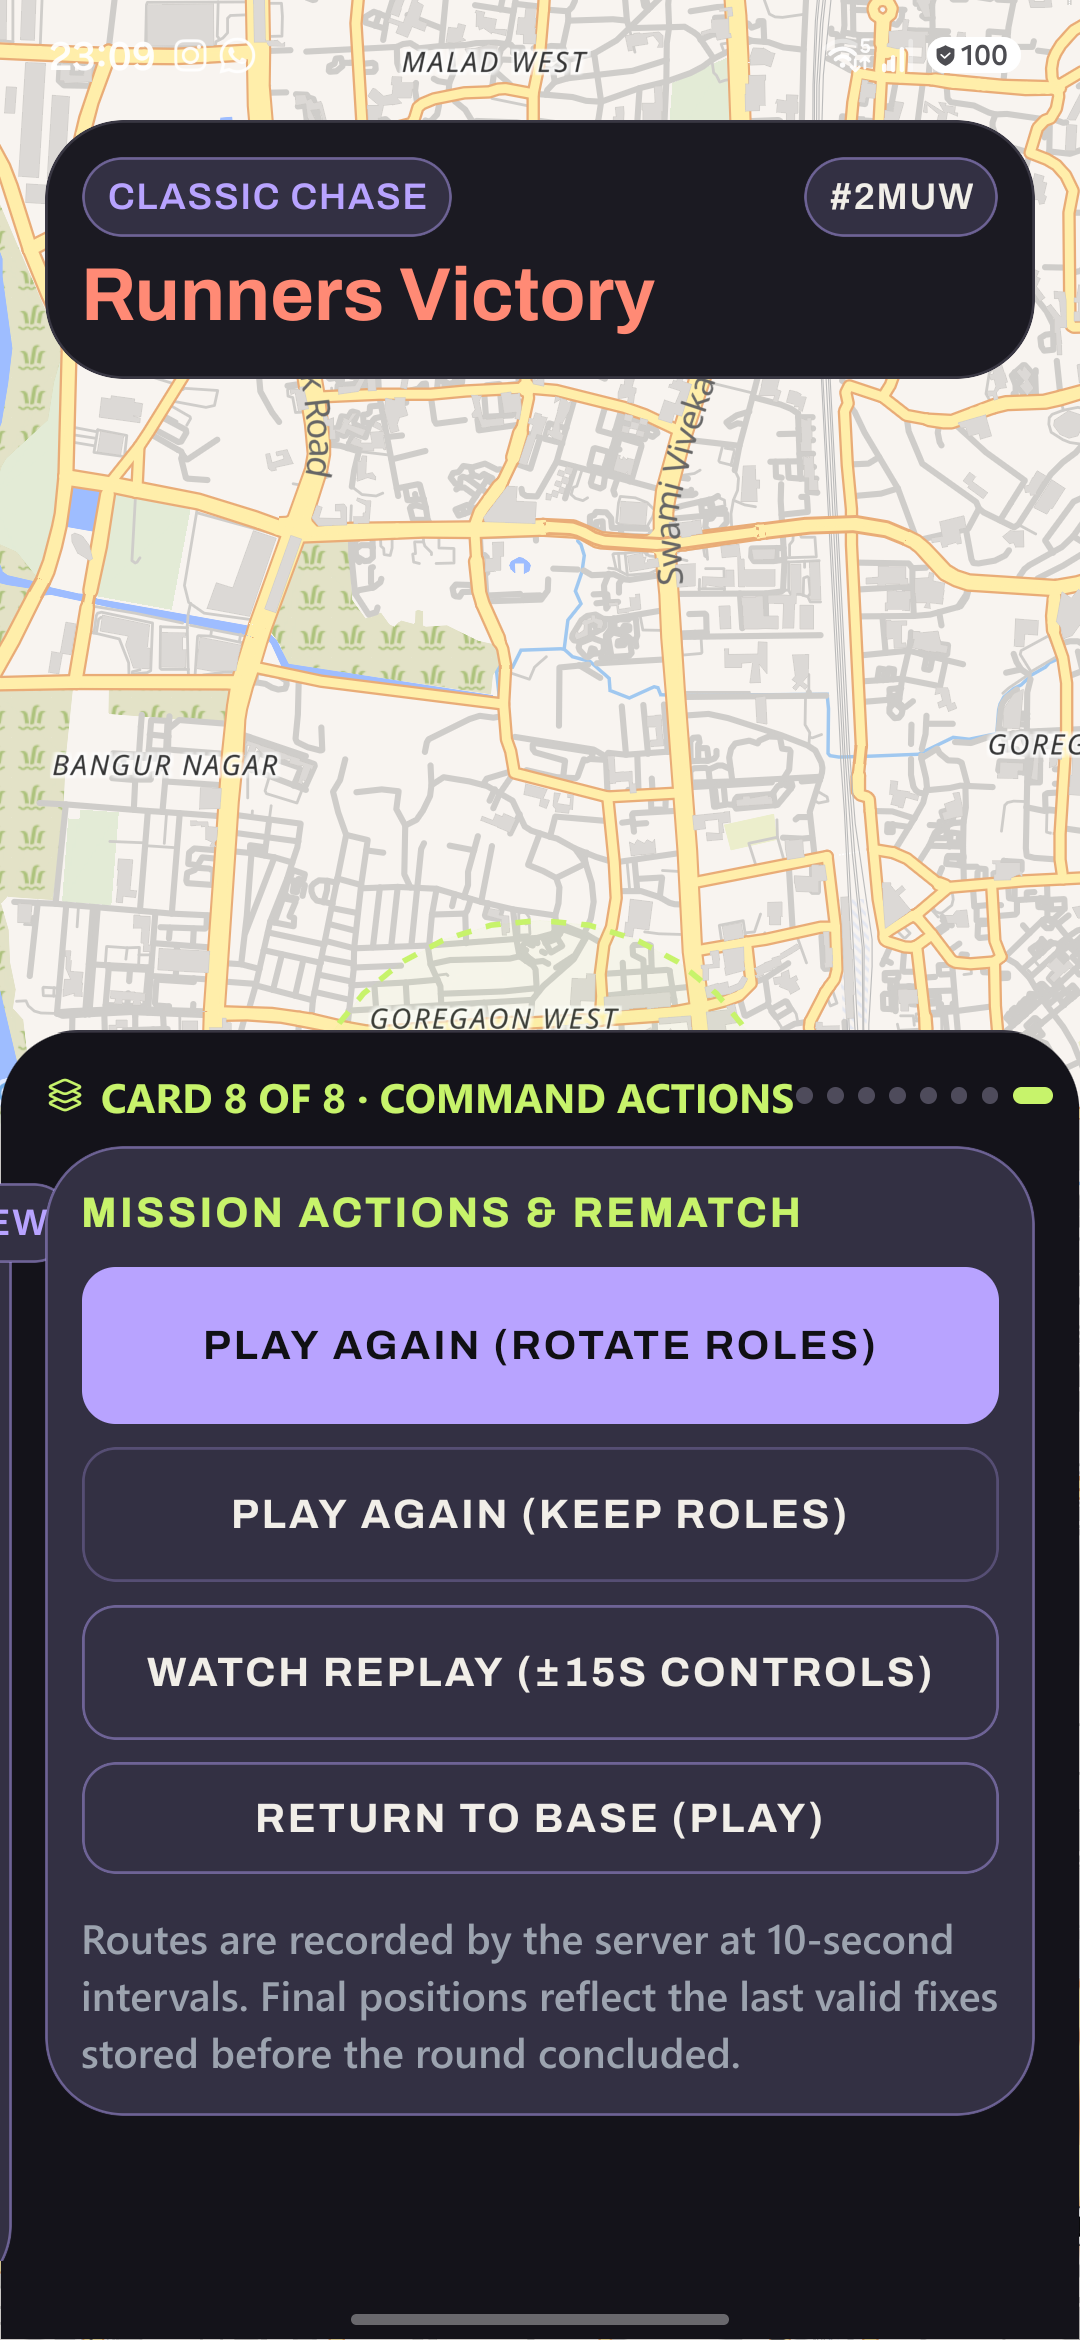 23:09
100
MALAD WEST
CLASSIC CHASE
#2MUW
Runners Victory
k Road
Swami Viveka
BANGUR NAGAR
GOREG
GOREGAON WEST
CARD 8 OF 8 · COMMAND ACTIONS
EW
MISSION ACTIONS & REMATCH
PLAY AGAIN (ROTATE ROLES)
PLAY AGAIN (KEEP ROLES)
WATCH REPLAY (±15S CONTROLS)
RETURN TO BASE (PLAY)
Routes are recorded by the server at 10-second
intervals. Final positions reflect the last valid fixes
stored before the round concluded.